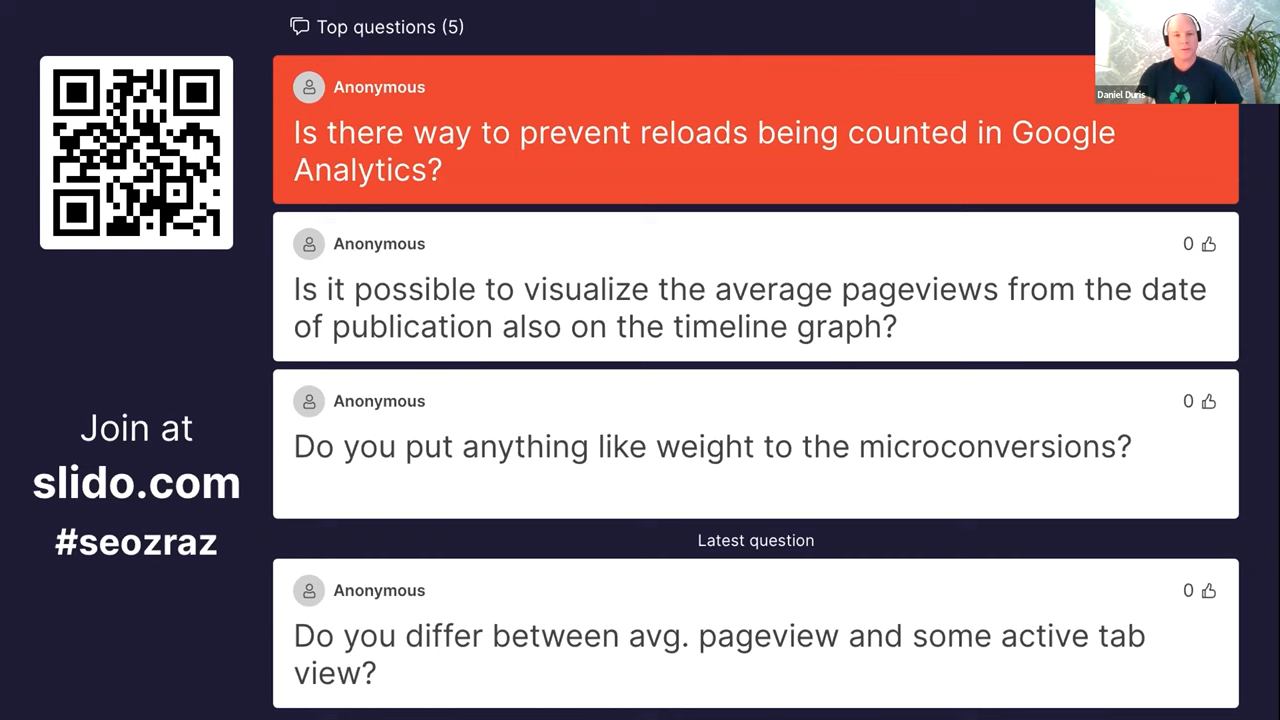 Top questions (5)
Anonymous
Is there way to prevent reloads being counted in Google
Analytics?
Daniel Duris
Anonymous
0
Is it possible to visualize the average pageviews from the date
of publication also on the timeline graph?
Anonymous
0
Do you put anything like weight to the microconversions?
Join at
slido.com
#seozraz
Latest question
Anonymous
0
Do you differ between avg. pageview and some active tab
view?